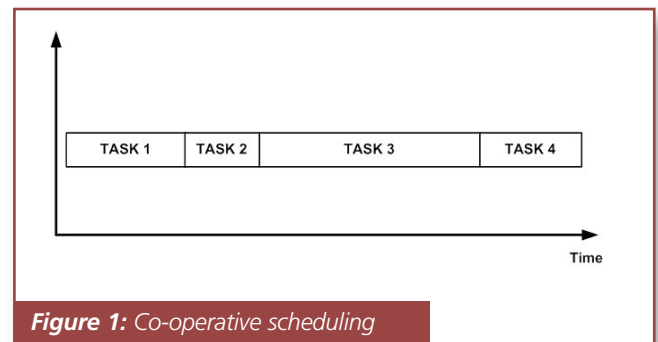 TASK 1 TASK 2 TASK 3 TASK 4
Time
Figure 1: Co-operative scheduling